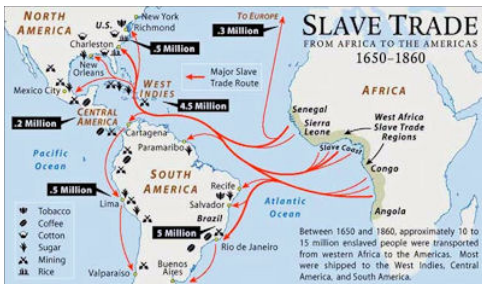 SLAVE TRADE
FROM AFRICA TO THE AMERICAS
1650–1860
NORTH
AMERICA
U.S.
New York
Richmond
Charleston
New
Orleans
Mexico City
TO EUROPE
.3 Million
.5 Million
Major Slave
Trade Route
WEST
INDIES
4.5 Million
.2 Million
CENTRAL
AMERICA
Cartagena
Paramaribo
Pacific
Ocean
SOUTH
AMERICA
.5 Million
Lima
Recife
Salvador
Brazil
5 Million
Rio de Janeiro
Valparaiso
Buenos
Aires
Atlantic
Ocean
AFRICA
Senegal
Sierra
Leone
West Africa
Slave Trade
Regions
Slave Coast
Congo
Angola
Tobacco
Coffee
Cotton
Sugar
Mining
Rice
Between 1650 and 1860, approximately 10 to
15 million enslaved people were transported
from western Africa to the Americas. Most
were shipped to the West Indies, Central
America, and South America.